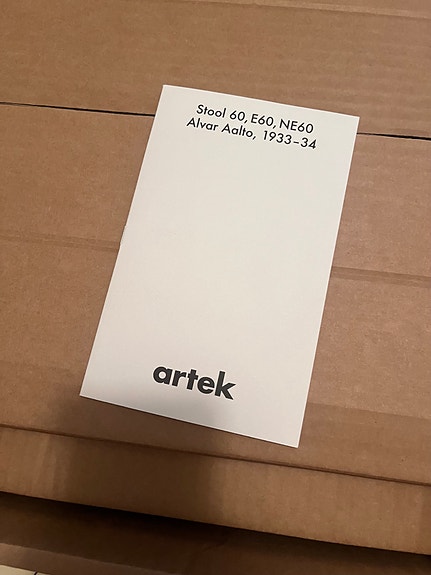 Stool 60, E60, NE60
Alvar Aalto, 1933–34
artek